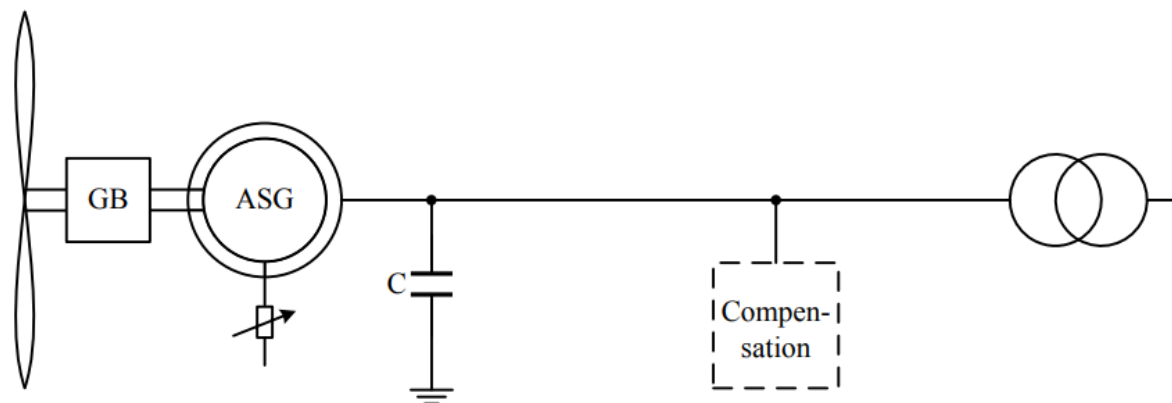 GB
ASG
C
Compen-
sation